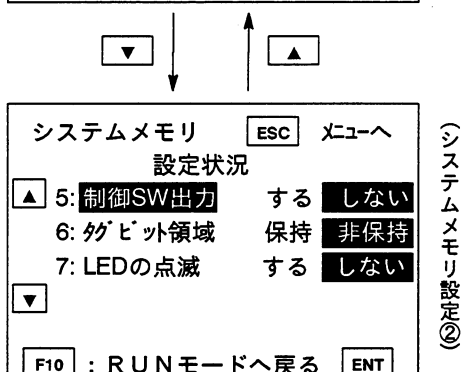 ▼ ▲
システムメモリ ESC メニューへ
設定状況
▲ 5: 制御SW出力 する しない
6: タグビット領域 保持 非保持
7: LEDの点滅 する しない
▼
F10 : RUNモードへ戻る ENT
(システムメモリ設定②)